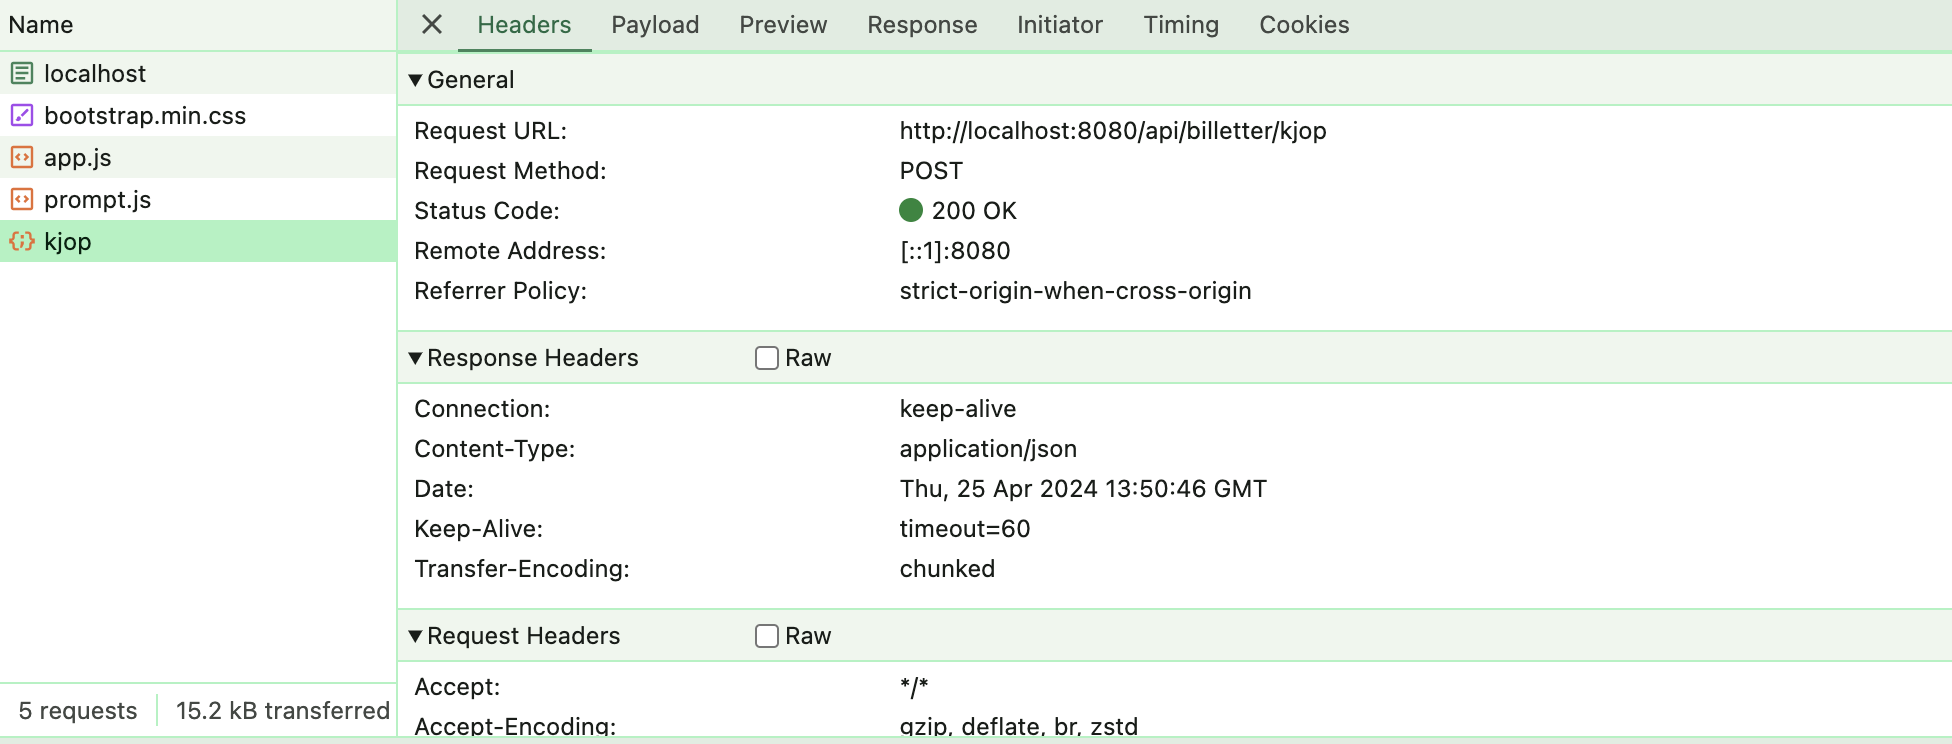 Name
Headers Payload Preview Response Initiator Timing Cookies
localhost
bootstrap.min.css
app.js
prompt.js
kjop
5 requests 15.2 kB transferred
General
Request URL: http://localhost:8080/api/billetter/kjop
Request Method: POST
Status Code: 200 OK
Remote Address: [::1]:8080
Referrer Policy: strict-origin-when-cross-origin
Response Headers Raw
Connection: keep-alive
Content-Type: application/json
Date: Thu, 25 Apr 2024 13:50:46 GMT
Keep-Alive: timeout=60
Transfer-Encoding: chunked
Request Headers Raw
Accept: */*
Accept-Encoding: gzip, deflate, br, zstd